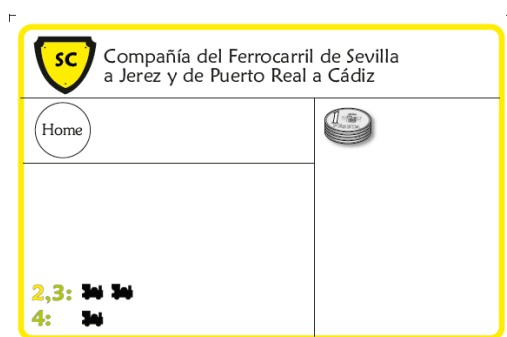 SC
Compañía del Ferrocarril de Sevilla
a Jerez y de Puerto Real a Cádiz
Home
2,3:
4: